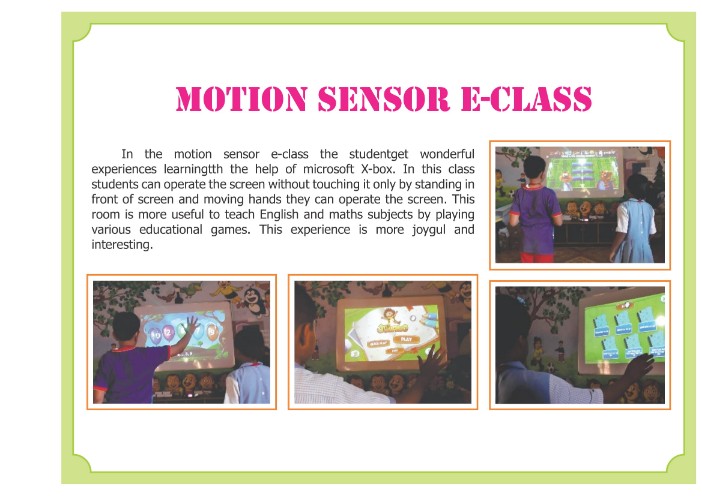 MOTION SENSOR E-CLASS
In the motion sensor e-class the studentget wonderful
experiences learningtth the help of microsoft X-box. In this class
students can operate the screen without touching it only by standing in
front of screen and moving hands they can operate the screen. This
room is more useful to teach English and maths subjects by playing
various educational games. This experience is more joygul and
interesting.
PLAY